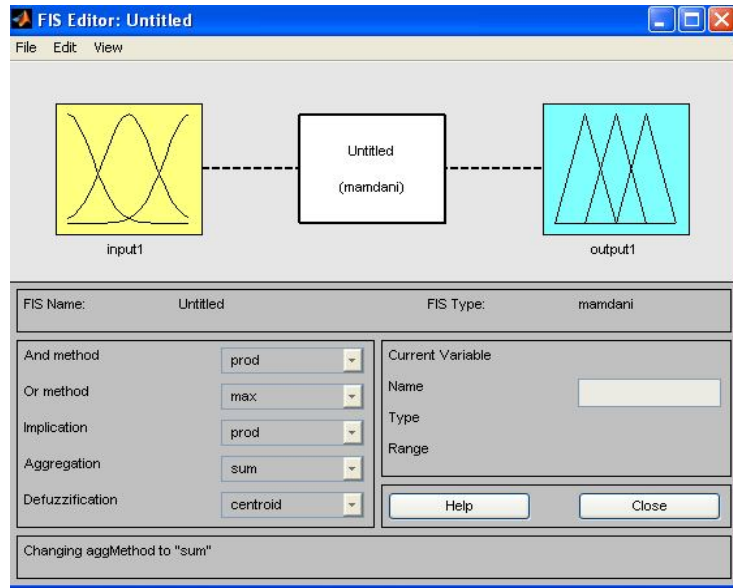 FIS Editor: Untitled
File Edit View
Untitled
(mamdani)
input1
output1
FIS Name: Untitled FIS Type: mamdani
And method prod
Or method max
Implication prod
Aggregation sum
Defuzzification centroid
Current Variable
Name
Type
Range
Help Close
Changing aggMethod to "sum"